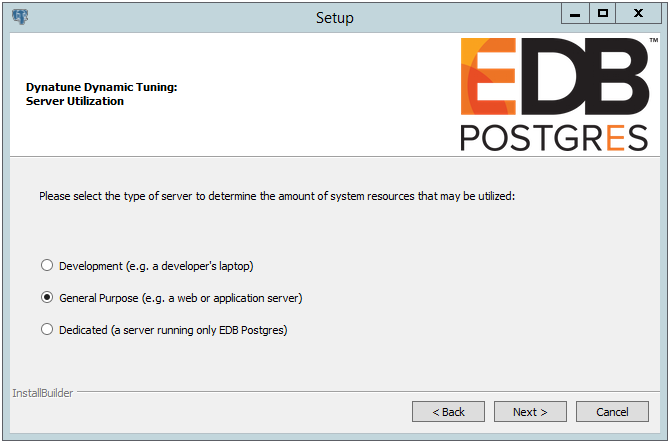 Setup
Dynatune Dynamic Tuning:
Server Utilization
EDB™
POSTGRES
Please select the type of server to determine the amount of system resources that may be utilized:
Development (e.g. a developer's laptop)
General Purpose (e.g. a web or application server)
Dedicated (a server running only EDB Postgres)
InstallBuilder
< Back
Next >
Cancel